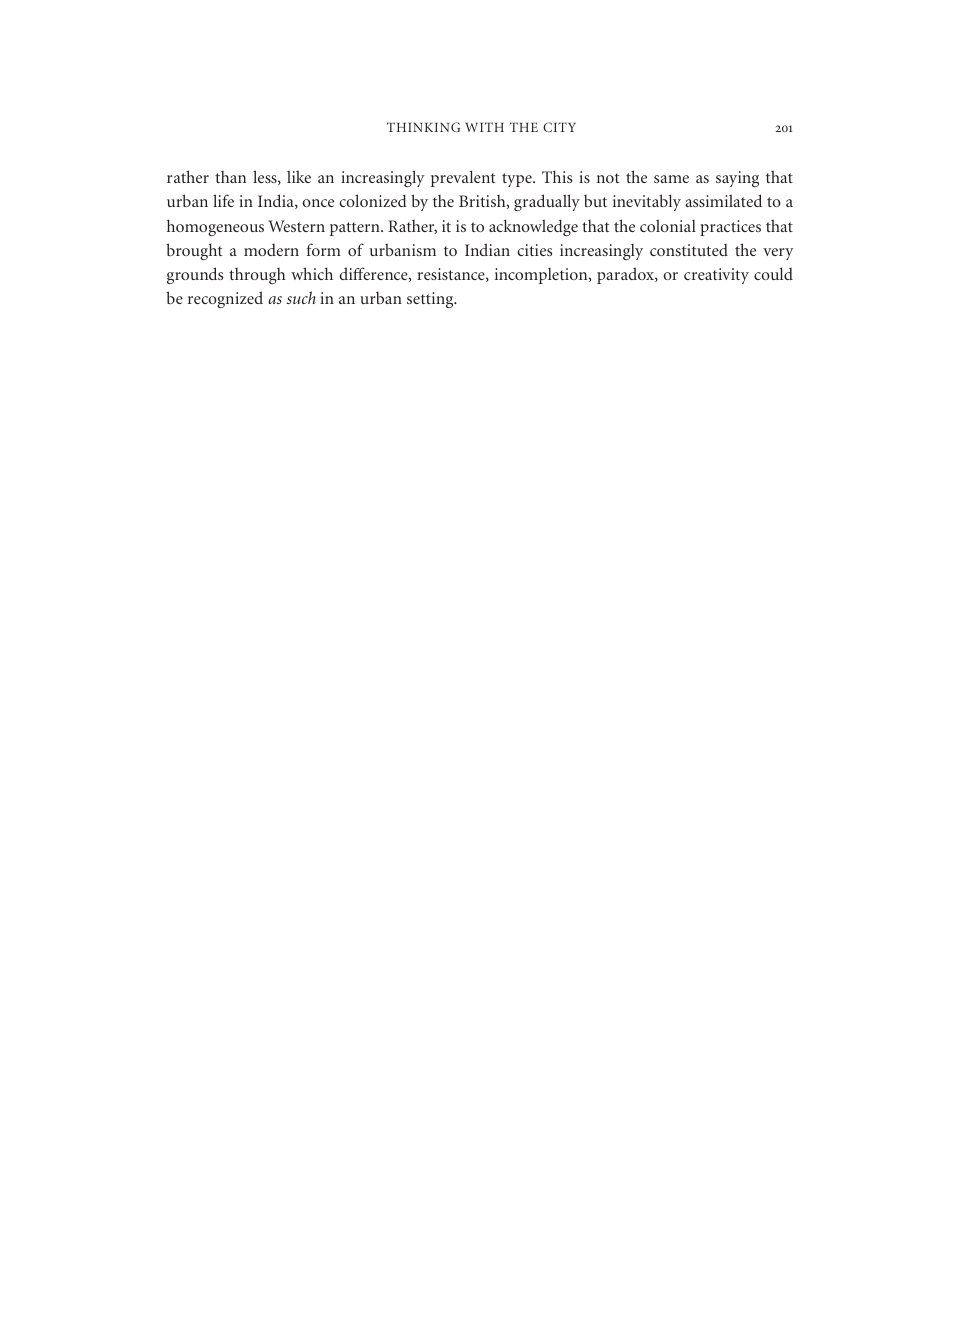 THINKING WITH THE CITY 201
rather than less, like an increasingly prevalent type. This is not the same as saying that
urban life in India, once colonized by the British, gradually but inevitably assimilated to a
homogeneous Western pattern. Rather, it is to acknowledge that the colonial practices that
brought a modern form of urbanism to Indian cities increasingly constituted the very
grounds through which difference, resistance, incompletion, paradox, or creativity could
be recognized as such in an urban setting.